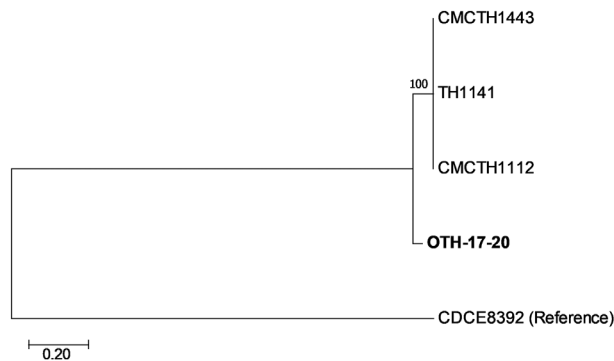 CMCTH1443
100
TH1141
CMCTH1112
OTH-17-20
CDCE8392 (Reference)
0.20